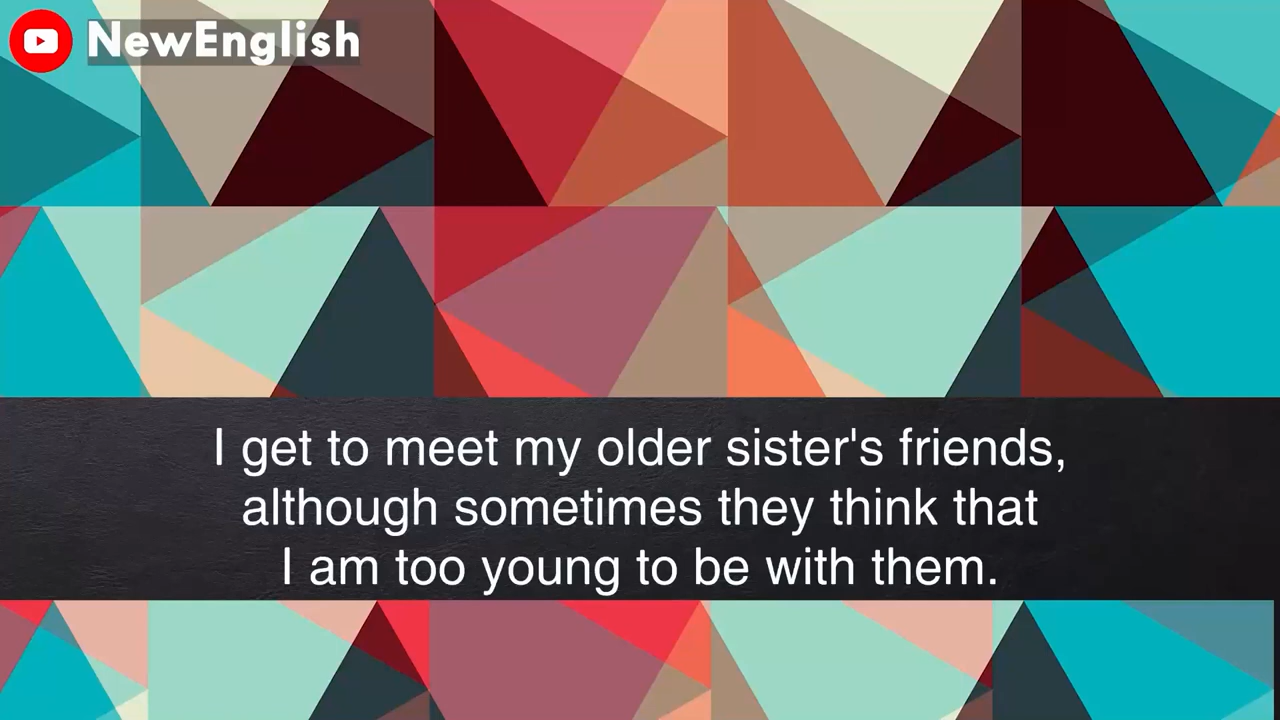 NewEnglish
I get to meet my older sister's friends,
although sometimes they think that
I am too young to be with them.